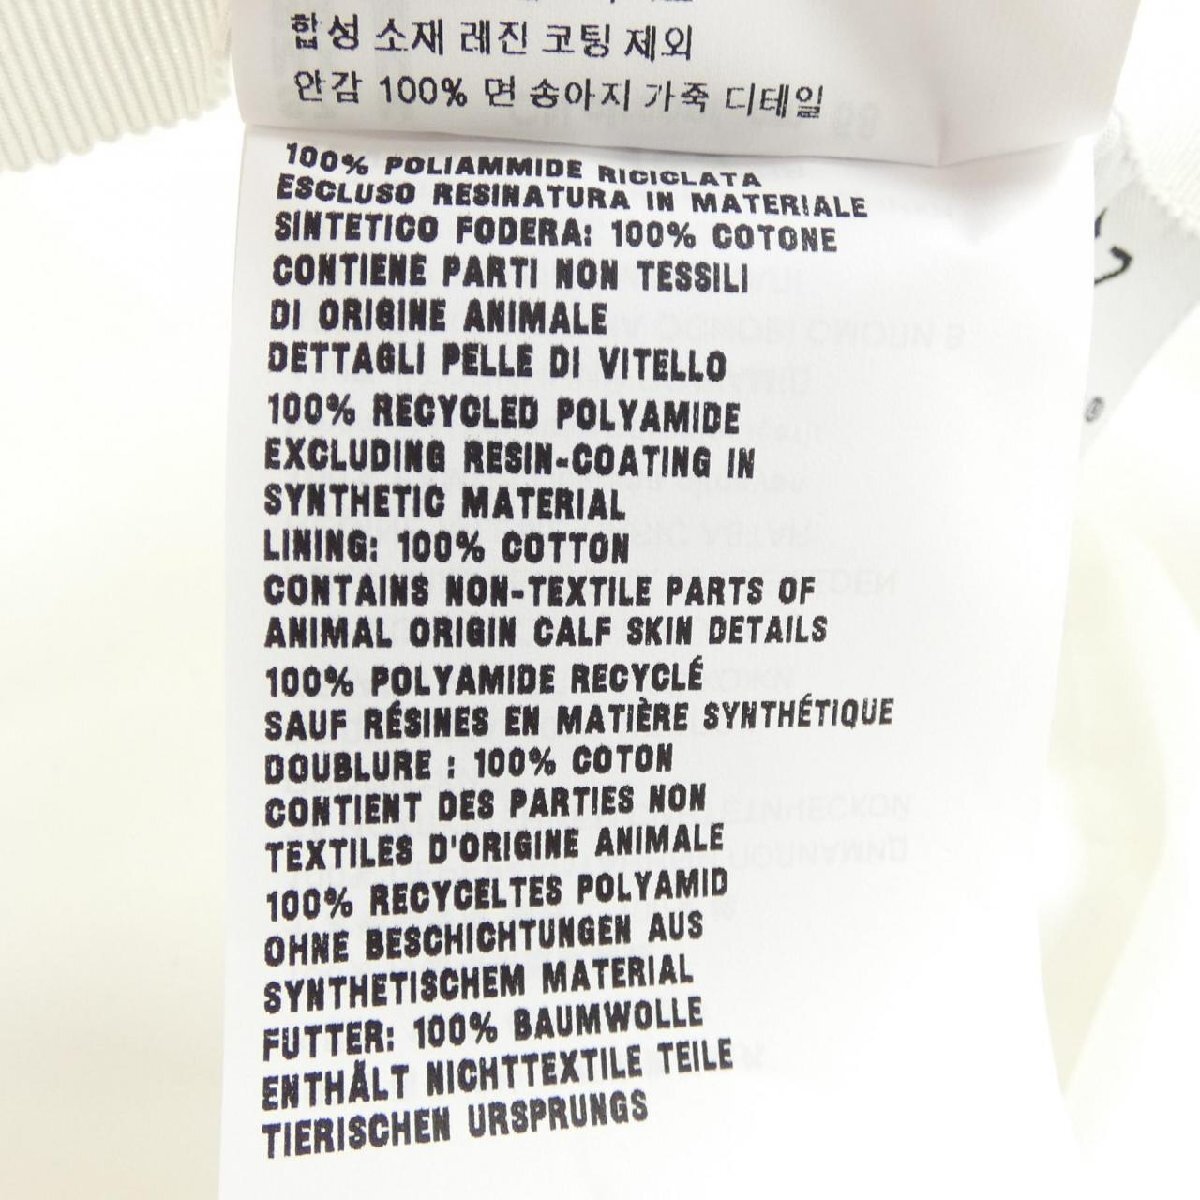 합성 소재 레진 코팅 제외
안감 100% 면 송아지 가죽 디테일
100% POLIAMMIDE RICICLATA
ESCLUSO RESINATURA IN MATERIALE
SINTETICO FODERA: 100% COTONE
CONTIENE PARTI NON TESSILI
DI ORIGINE ANIMALE
DETTAGLI PELLE DI VITELLO
100% RECYCLED POLYAMIDE
EXCLUDING RESIN-COATING IN
SYNTHETIC MATERIAL
LINING: 100% COTTON
CONTAINS NON-TEXTILE PARTS OF
ANIMAL ORIGIN CALF SKIN DETAILS
100% POLYAMIDE RECYCLÉ
SAUF RÉSINES EN MATIÈRE SYNTHÉTIQUE
DOUBLURE : 100% COTON
CONTIENT DES PARTIES NON
TEXTILES D'ORIGINE ANIMALE
100% RECYCELTES POLYAMID
OHNE BESCHICHTUNGEN AUS
SYNTHETISCHEM MATERIAL
FUTTER: 100% BAUMWOLLE
ENTHÄLT NICHTTEXTILE TEILE
TIERISCHEN URSPRUNGS